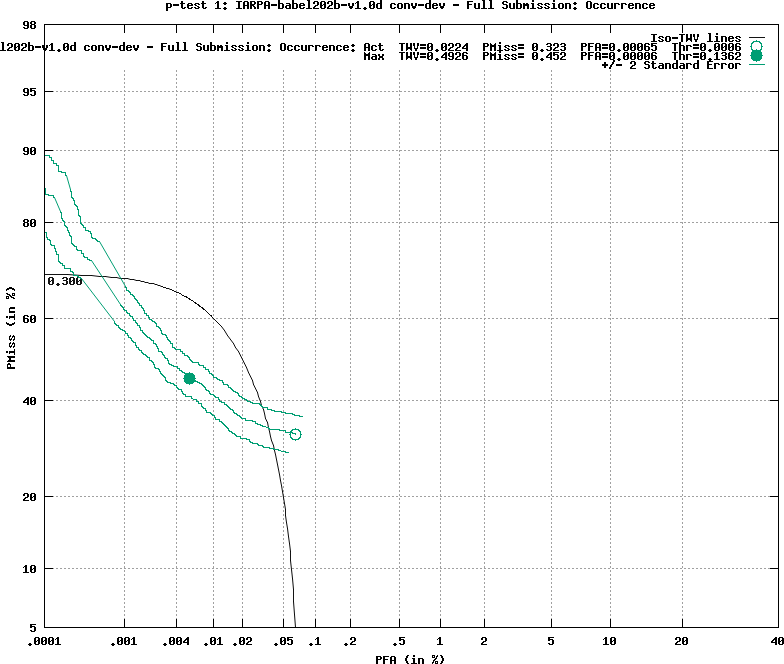 p-test 1: IARPA-babel202b-v1.0d conv-dev - Full Submission: Occurrence
Iso-TWV lines
l202b-v1.0d conv-dev - Full Submission: Occurrence: Act TWV=0.0224 PMiss= 0.323 PFA=0.00065 Thr=0.0006
Max TWV=0.4926 PMiss= 0.452 PFA=0.00006 Thr=0.1362
+/- 2 Standard Error
98
95
90
80
60
40
20
10
5
0.300
PMiss (in %)
.0001 .001 .004 .01 .02 .05 .1 .2 .5 1 2 5 10 20 40
PFA (in %)